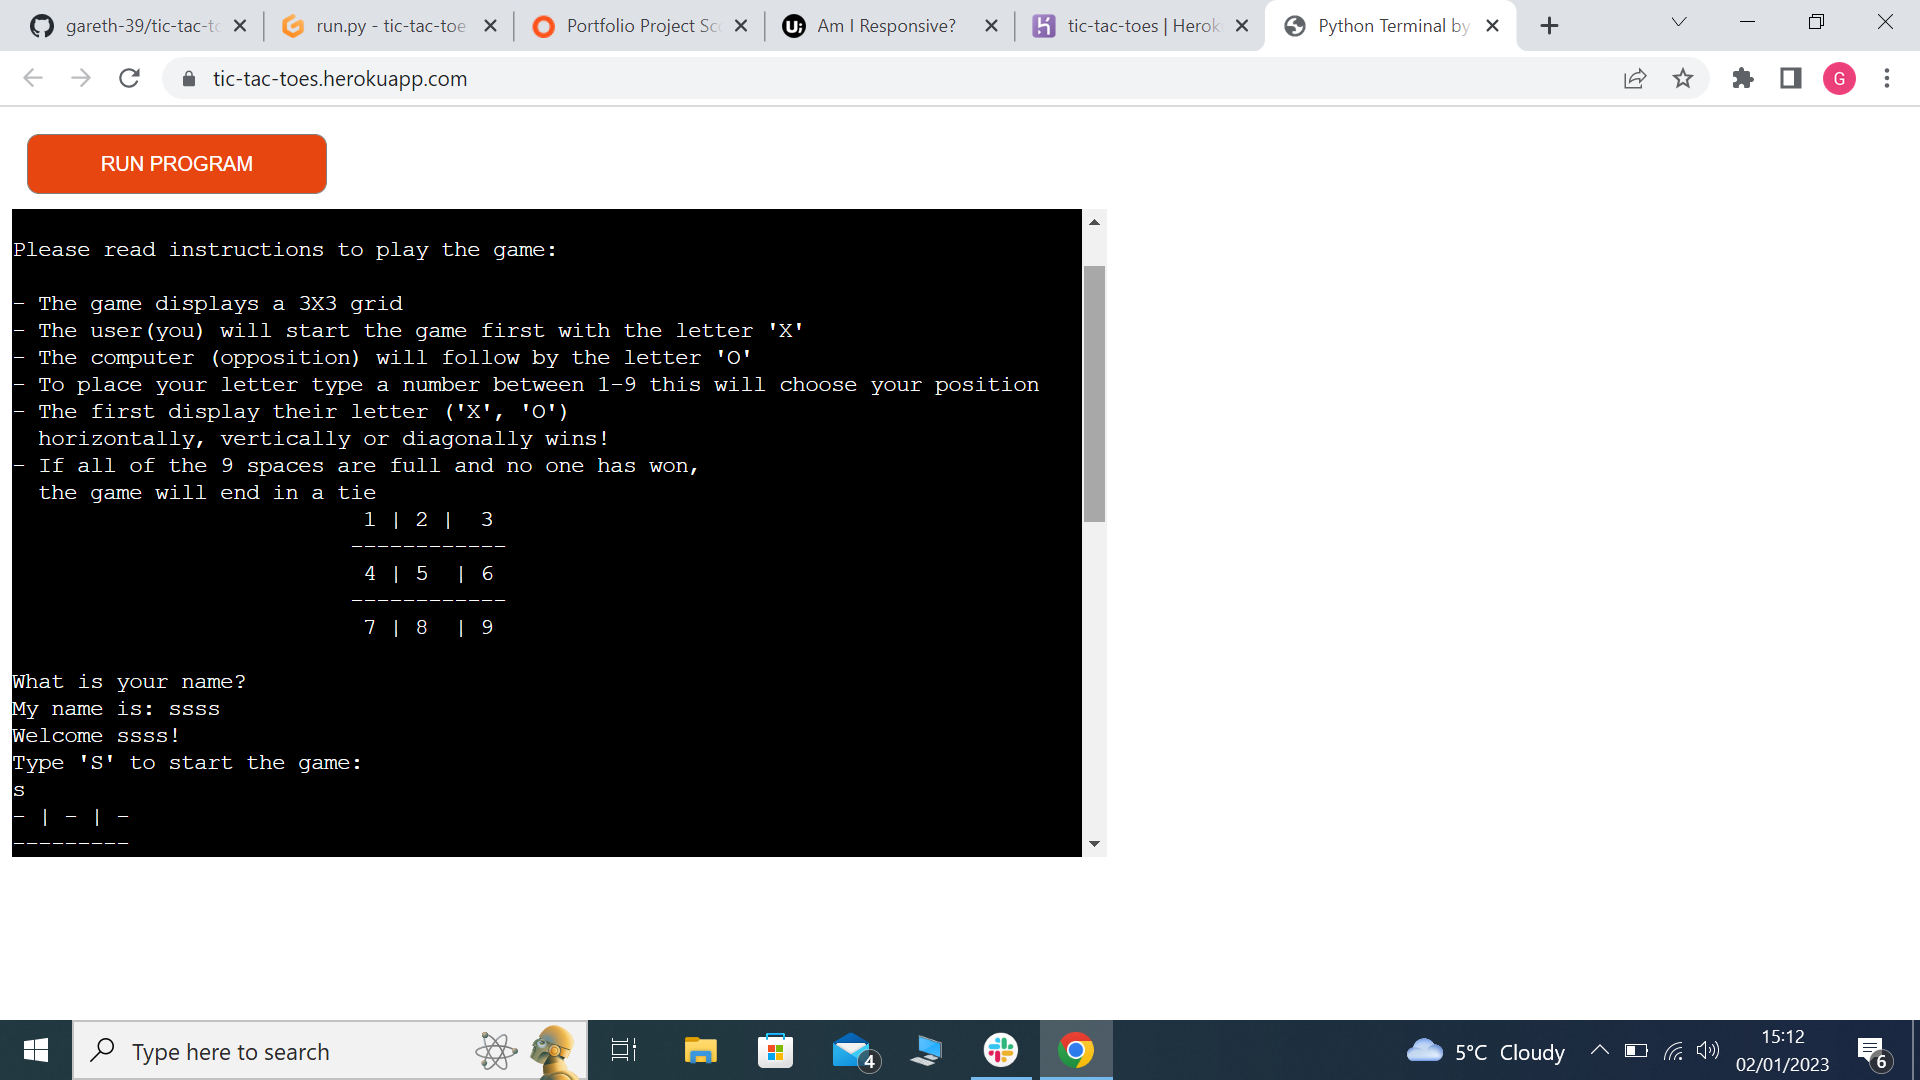 gareth-39/tic-tac-to
run.py - tic-tac-toe
Portfolio Project Sc
Ui
Am I Responsive?
tic-tac-toes | Herok
Python Terminal by
tic-tac-toes.herokuapp.com
G
RUN PROGRAM
Please read instructions to play the game:
- The game displays a 3X3 grid
- The user(you) will start the game first with the letter 'X'
- The computer (opposition) will follow by the letter 'O'
- To place your letter type a number between 1-9 this will choose your position
- The first display their letter ('X', 'O')
horizontally, vertically or diagonally wins!
- If all of the 9 spaces are full and no one has won,
the game will end in a tie
1 | 2 |  3
------------
4 | 5  | 6
------------
7 | 8  | 9
What is your name?
My name is: ssss
Welcome ssss!
Type 'S' to start the game:
s
- | - | -
---------
Type here to search
4
5°C Cloudy
15:12
02/01/2023
6